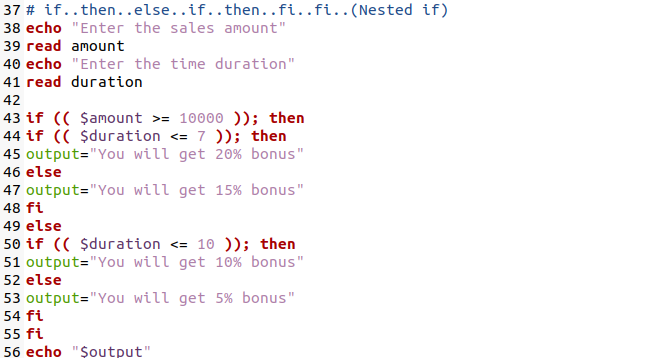 37 # if..then..else..if..then..fi..fi..(Nested if)
38 echo "Enter the sales amount"
39 read amount
40 echo "Enter the time duration"
41 read duration
42
43 if (( $amount >= 10000 )); then
44 if (( $duration <= 7 )); then
45 output="You will get 20% bonus"
46 else
47 output="You will get 15% bonus"
48 fi
49 else
50 if (( $duration <= 10 )); then
51 output="You will get 10% bonus"
52 else
53 output="You will get 5% bonus"
54 fi
55 fi
56 echo "$output"